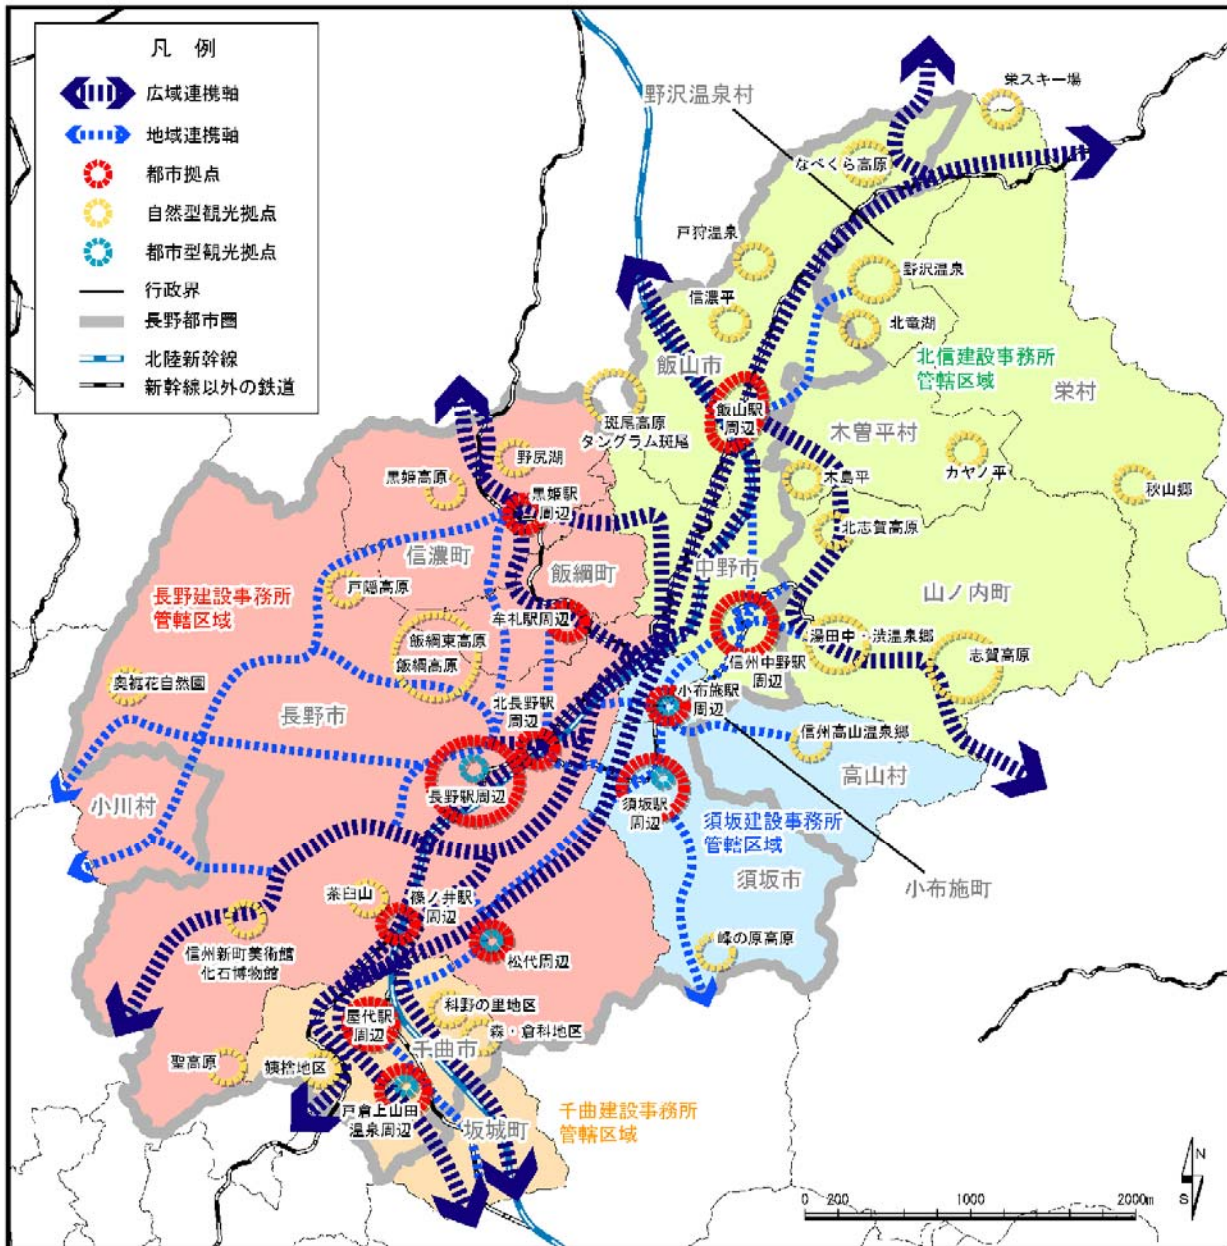 凡 例
広域連携軸
地域連携軸
都市拠点
自然型観光拠点
都市型観光拠点
行政界
長野都市圏
北陸新幹線
新幹線以外の鉄道
栄スキー場
野沢温泉村
なべくら高原
戸狩温泉
野沢温泉
信濃平
北竜湖
飯山市
北信建設事務所
管轄区域
栄村
飯山駅
周辺
斑尾高原
タングラム斑尾
木曽平村
野尻湖
カヤノ平
黒姫高原
木島平
秋山郷
黒姫駅
周辺
北志賀高原
信濃町
飯綱町
中野市
戸隠高原
山ノ内町
長野建設事務所
管轄区域
牟礼駅周辺
飯綱東高原
飯綱高原
湯田中・渋温泉郷
信州中野駅
周辺
志賀高原
奥裾花自然園
長野市
北長野駅
周辺
小布施駅
周辺
信州高山温泉郷
高山村
長野駅周辺
須坂駅
周辺
小川村
須坂建設事務所
管轄区域
須坂市
小布施町
茶臼山
篠ノ井駅
周辺
信州新町美術館
化石博物館
松代周辺
峰の原高原
科野の里地区
屋代駅
周辺
森・倉科地区
千曲市
聖高原
姨捨地区
戸倉上山田
温泉周辺
坂城町
千曲建設事務所
管轄区域
N
S
0 200 1000 2000m